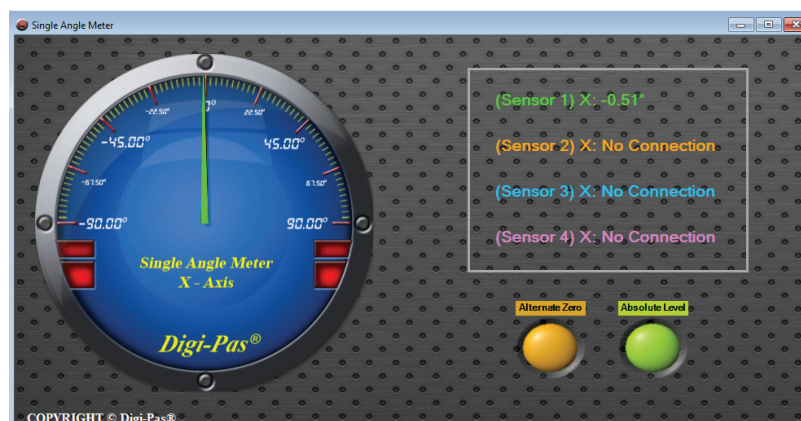 Single Angle Meter
0°
-22.50°
22.50°
-45.00°
45.00°
-67.50°
67.50°
-90.00°
90.00°
Single Angle Meter
X - Axis
Digi-Pas®
(Sensor 1) X: -0.51°
(Sensor 2) X: No Connection
(Sensor 3) X: No Connection
(Sensor 4) X: No Connection
Alternate Zero
Absolute Level
COPYRIGHT © Digi-Pas®